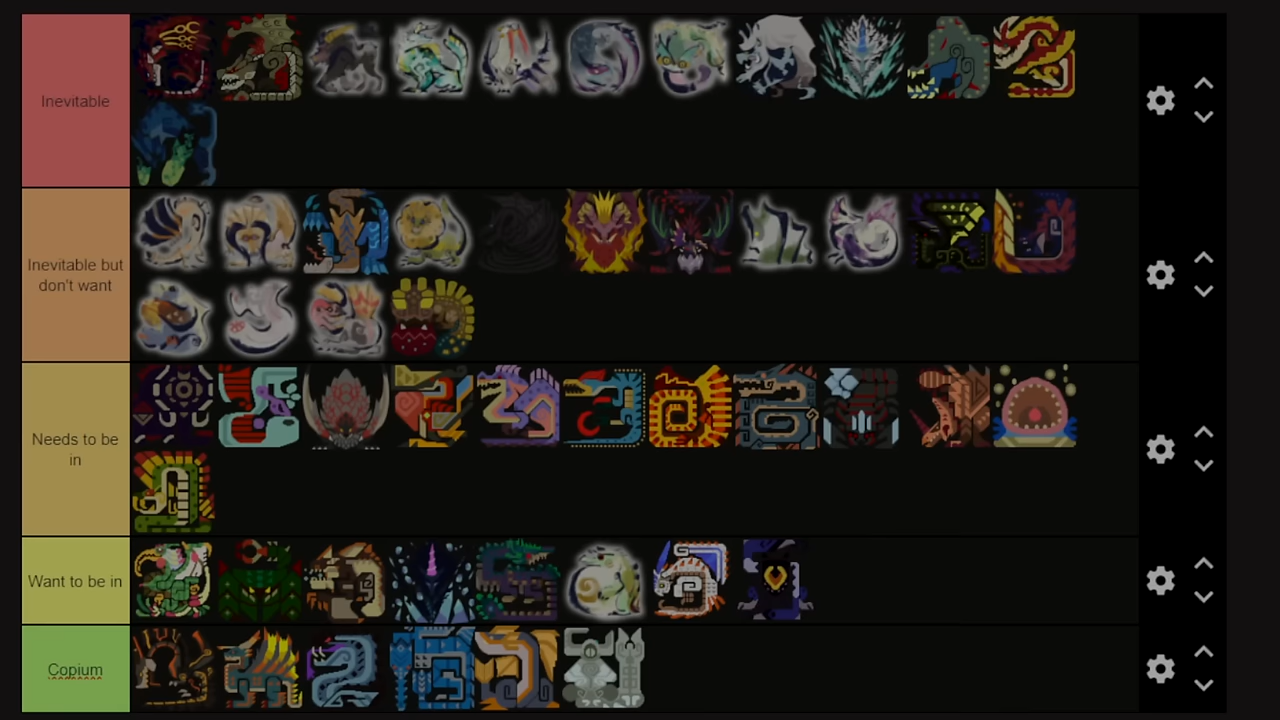 Inevitable
Inevitable but
don't want
Needs to be
in
Want to be in
Copium